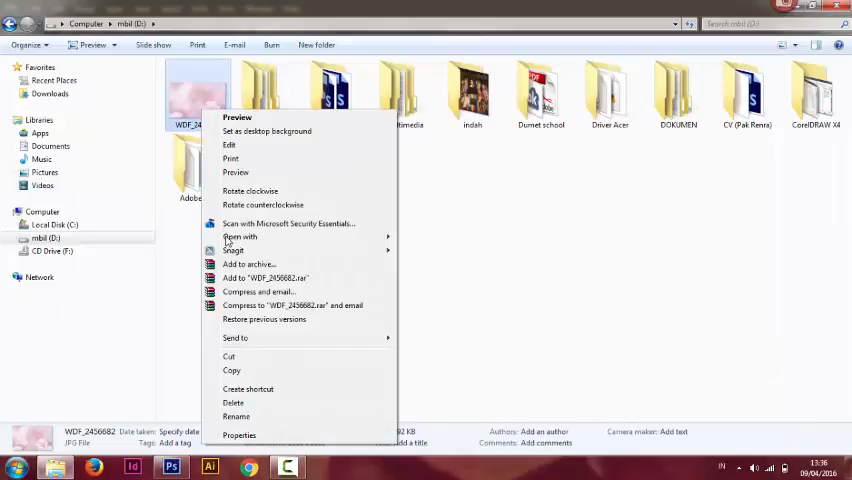 Computer ▸ mbil (D:) ▸
Search mbil (D:)
Organize Preview Slide show Print E-mail Burn New folder
Favorites
Recent Places
Downloads
Libraries
Apps
Documents
Music
Pictures
Videos
Computer
Local Disk (C:)
mbil (D:)
CD Drive (F:)
Network
WDF_24
indah
Dumet school
Driver Acer
DOKUMEN
CV (Pak Renra)
CorelDRAW X4
Adobe
Preview
Set as desktop background
Edit
Print
Preview
Rotate clockwise
Rotate counterclockwise
Scan with Microsoft Security Essentials...
Open with
Snagit
Add to archive...
Add to "WDF_2456682.rar"
Compress and email...
Compress to "WDF_2456682.rar" and email
Restore previous versions
Send to
Cut
Copy
Create shortcut
Delete
Rename
Properties
WDF_2456682 Date taken: Specify date
JPG File Tags: Add a tag
Authors: Add an author Camera maker: Add text
Comments: Add comments
Id Ps Ai
IN 13:36
09/04/2016